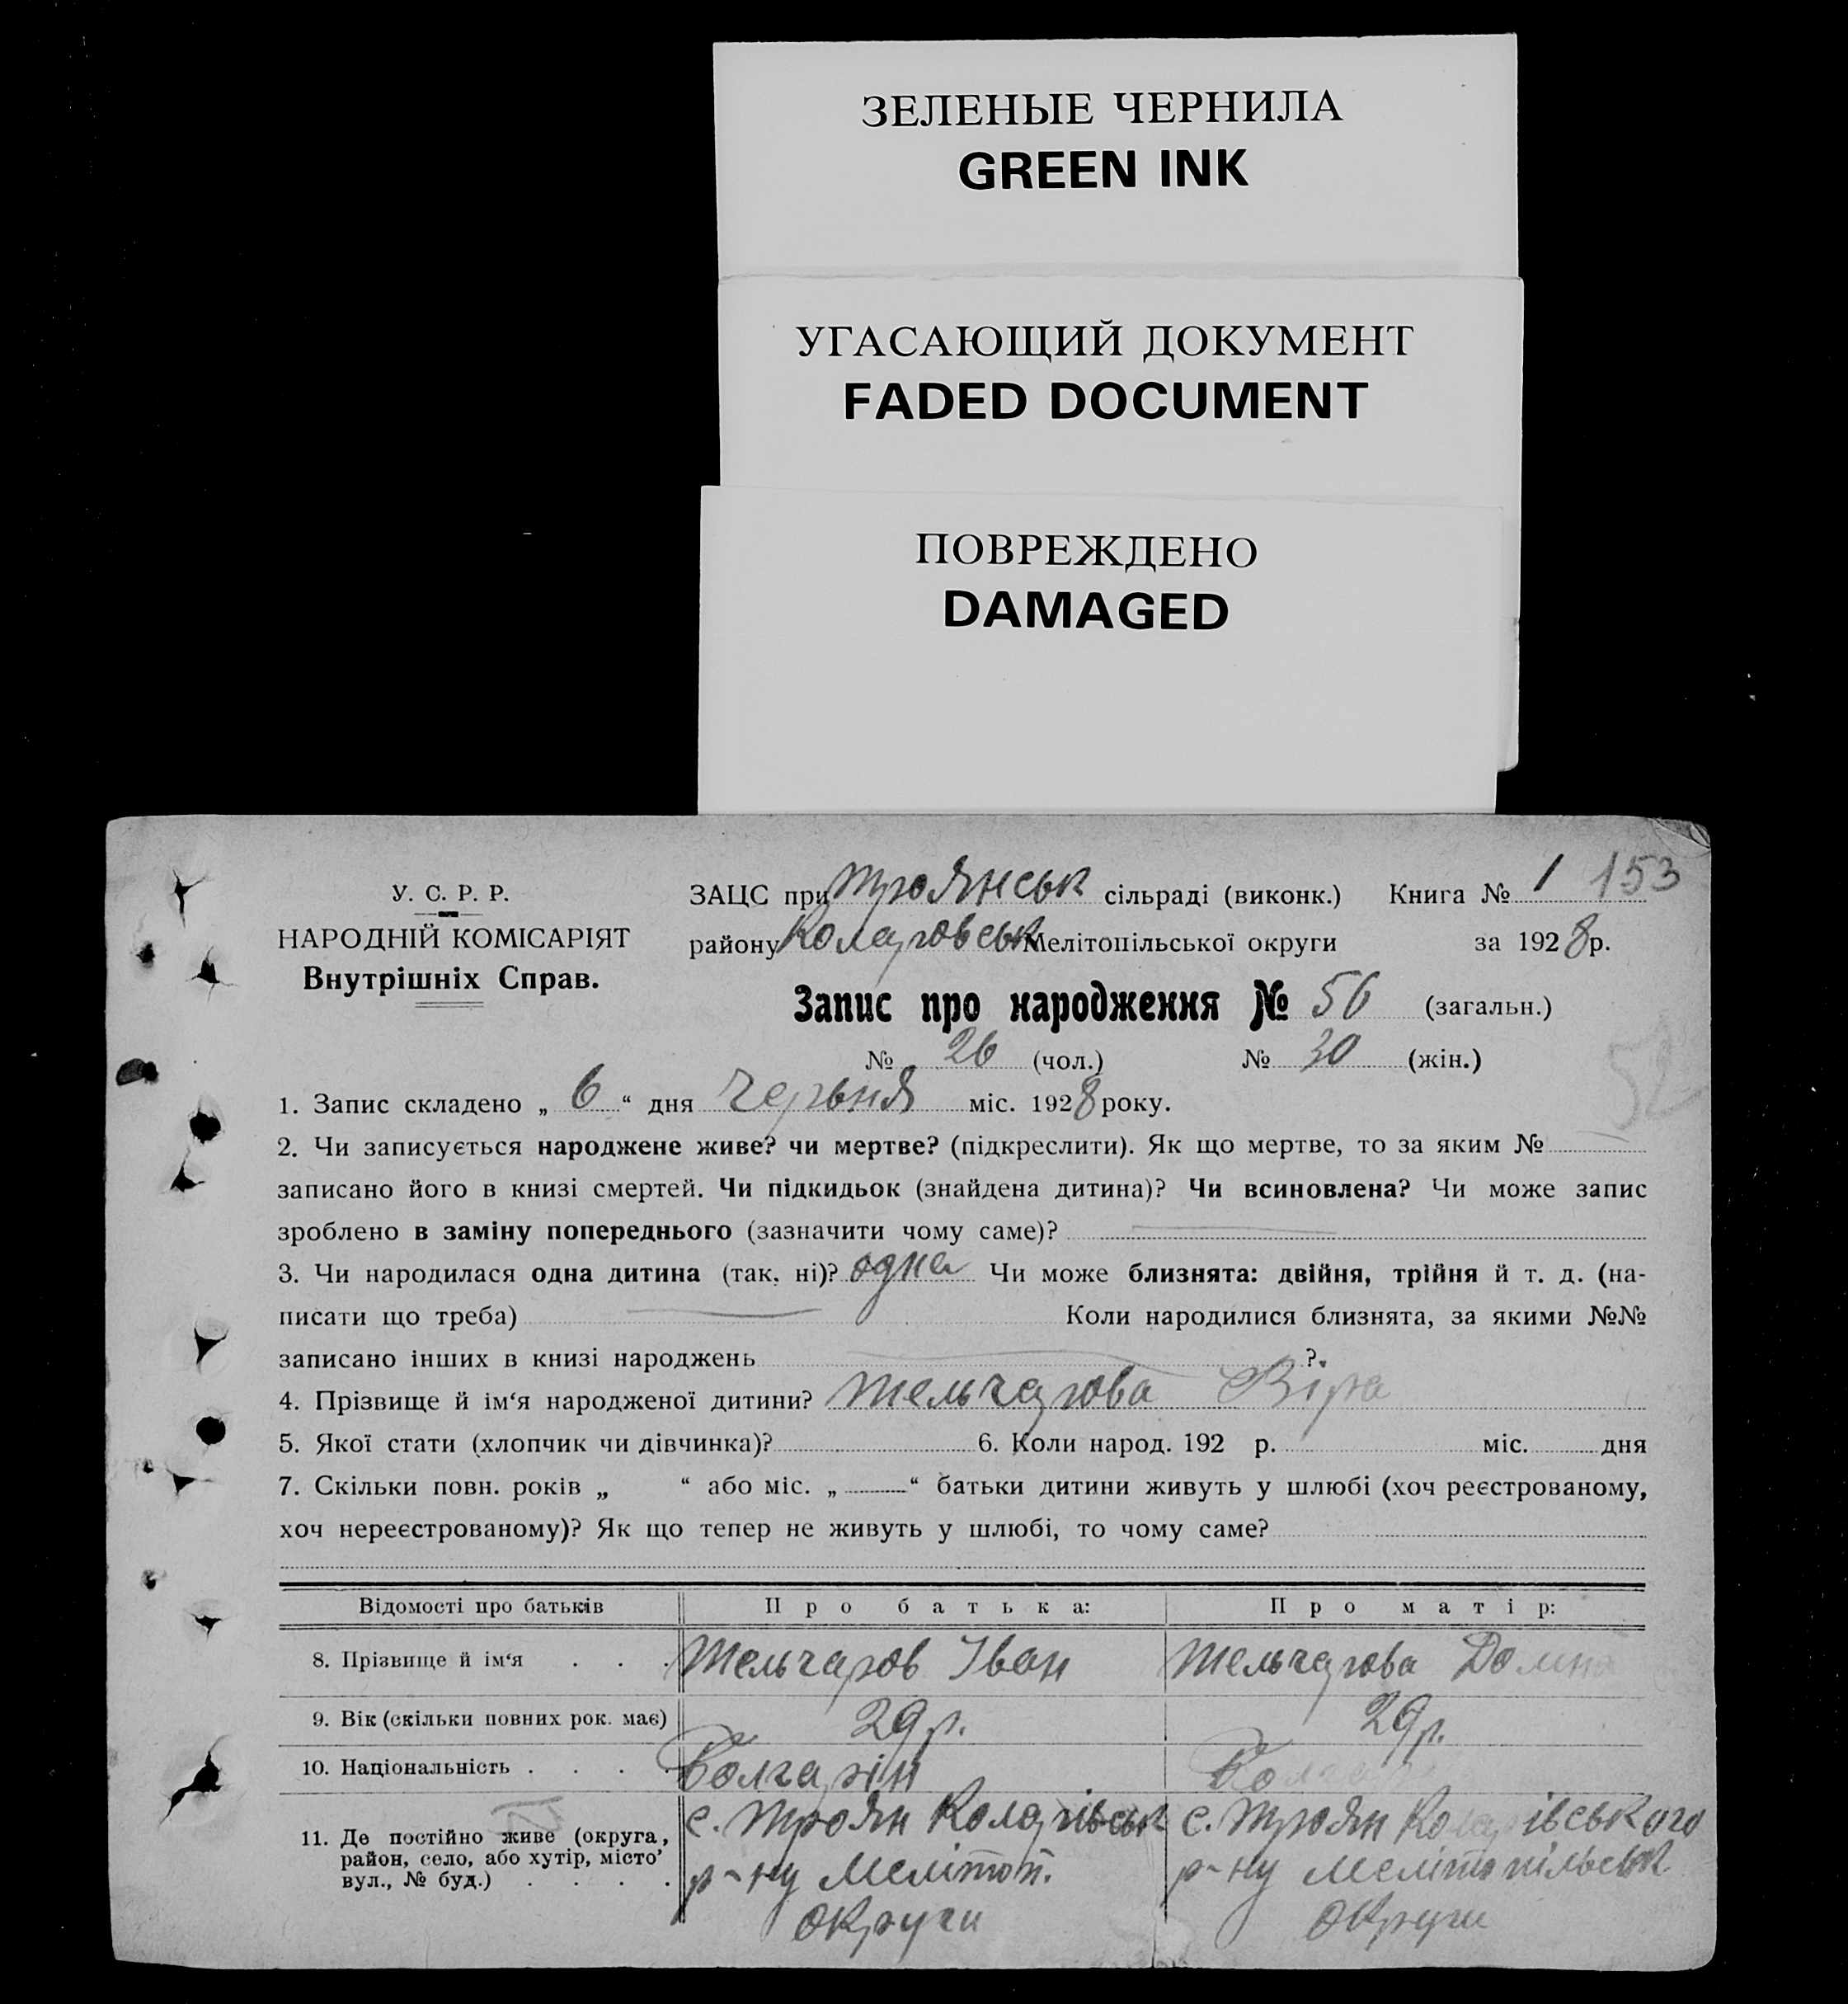 ЗЕЛЕНЫЕ ЧЕРНИЛА
GREEN INK
УГАСАЮЩИЙ ДОКУМЕНТ
FADED DOCUMENT
ПОВРЕЖДЕНО
DAMAGED
У. С. Р. Р.
НАРОДНІЙ КОМІСАРІЯТ
Внутрішніх Справ.
ЗАЦС при Троянськ сільраді (виконк.) Книга № 1 153
району Коларовськ Мелітопільської округи за 1928 р.
Запис про народження № 56 (загальн.)
№ 26 (чол.) № 30 (жін.)
52
1. Запис складено „ 6 “ дня Червня міс. 1928 року.
2. Чи записується народжене живе? чи мертве? (підкреслити). Як що мертве, то за яким №
записано його в книзі смертей. Чи підкидьок (знайдена дитина)? Чи всиновлена? Чи може запис
зроблено в заміну попереднього (зазначити чому саме)?
3. Чи народилася одна дитина (так, ні)? одна Чи може близнята: двійня, трійня й т. д. (на-
писати що треба) Коли народилися близнята, за якими №№
записано інших в книзі народжень ?.
4. Прізвище й ім‘я народженої дитини? Тельчарова Віра
5. Якої стати (хлопчик чи дівчинка)? 6. Коли народ. 192 р. міс. дня
7. Скільки повн. років „ “ або міс. „ “ батьки дитини живуть у шлюбі (хоч реєстрованому,
хоч нереєстрованому)? Як що тепер не живуть у шлюбі, то чому саме?
Відомості про батьків Про батька: Про матір:
8. Прізвище й ім‘я . . . Тельчаров Іван Тельчарова Домна
9. Вік (скільки повних рок. має) 29 р. 29 р.
10. Національність . . . . Болгарін
11. Де постійно живе (округа, район, село, або хутір, місто’ вул., № буд.) . . . .
с. Троян Коларівськ
р-ну Мелітоп.
округи
с. Троян Коларівського
р-ну Мелітопільськ
округи